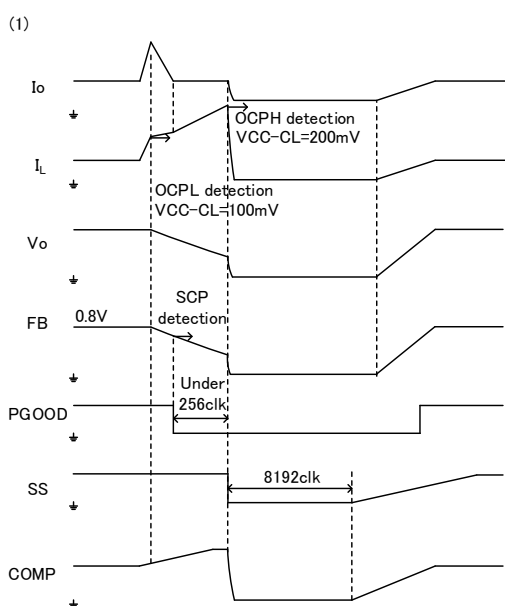 (1)
Io
OCPH detection
VCC-CL=200mV
IL
OCPL detection
VCC-CL=100mV
Vo
SCP
detection
FB
0.8V
Under
256clk
PGOOD
8192clk
SS
COMP